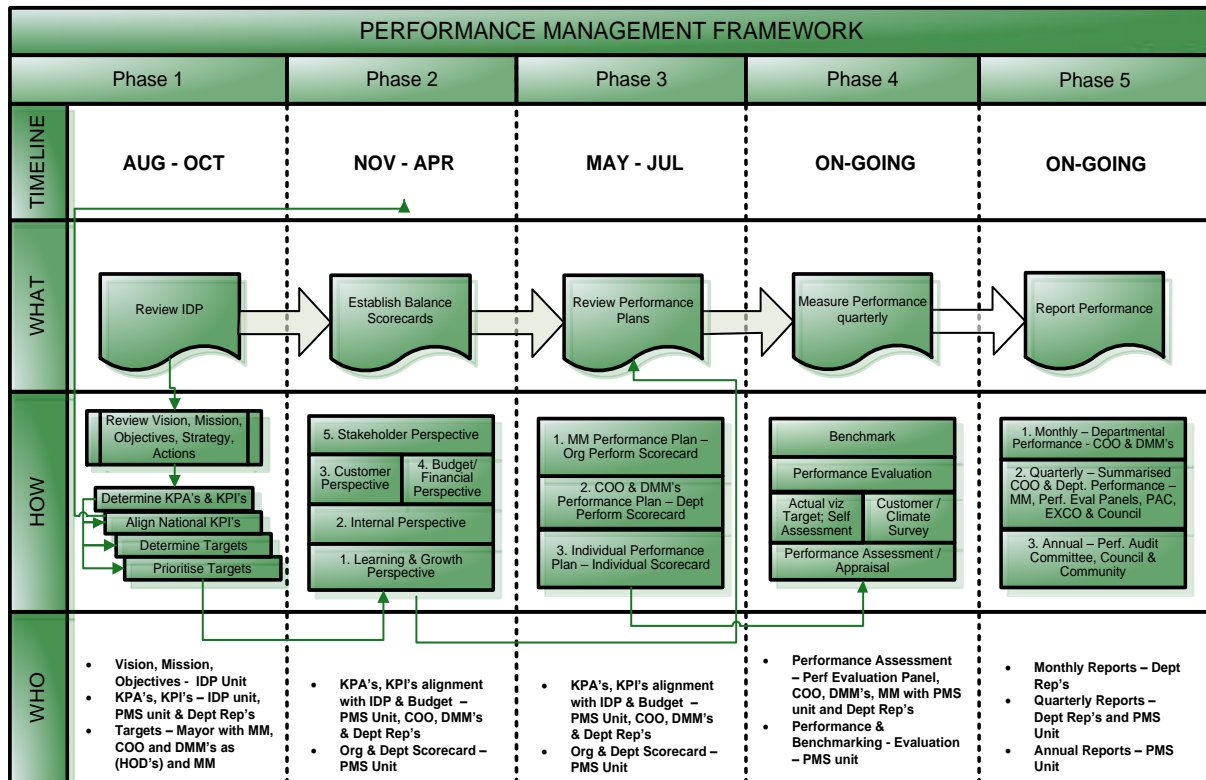 PERFORMANCE MANAGEMENT FRAMEWORK
Phase 1
Phase 2
Phase 3
Phase 4
Phase 5
TIMELINE
AUG - OCT
NOV - APR
MAY - JUL
ON-GOING
ON-GOING
WHAT
Review IDP
Establish Balance
Scorecards
Review Performance
Plans
Measure Performance
quarterly
Report Performance
HOW
Review Vision, Mission,
Objectives, Strategy,
Actions
Determine KPA's & KPI's
Align National KPI's
Determine Targets
Prioritise Targets
5. Stakeholder Perspective
3. Customer
Perspective
4. Budget/
Financial Perspective
2. Internal Perspective
1. Learning & Growth
Perspective
1. MM Performance Plan –
Org Perform Scorecard
2. COO & DMM's
Performance Plan – Dept
Perform Scorecard
3. Individual Performance
Plan – Individual Scorecard
Benchmark
Performance Evaluation
Actual viz
Target; Self
Assessment
Customer /
Climate
Survey
Performance Assessment /
Appraisal
1. Monthly – Departmental
Performance - COO & DMM's
2. Quarterly – Summarised
COO & Dept. Performance –
MM, Perf. Eval Panels, PAC,
EXCO & Council
3. Annual – Perf. Audit
Committee, Council &
Community
WHO
• Vision, Mission,
Objectives - IDP Unit
• KPA's, KPI's – IDP unit,
PMS unit & Dept Rep's
• Targets – Mayor with MM,
COO and DMM's as
(HOD's) and MM
• KPA's, KPI's alignment
with IDP & Budget –
PMS Unit, COO, DMM's
& Dept Rep's
• Org & Dept Scorecard –
PMS Unit
• KPA's, KPI's alignment
with IDP & Budget –
PMS Unit, COO, DMM's
& Dept Rep's
• Org & Dept Scorecard –
PMS Unit
• Performance Assessment
– Perf Evaluation Panel,
COO, DMM's, MM with PMS
unit and Dept Rep's
• Performance &
Benchmarking - Evaluation
– PMS unit
• Monthly Reports – Dept
Rep's
• Quarterly Reports –
Dept Rep's and PMS
Unit
• Annual Reports – PMS
Unit